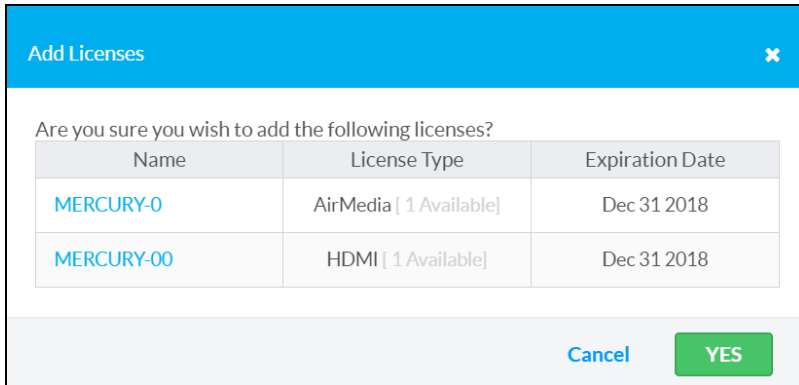 Add Licenses ×
Are you sure you wish to add the following licenses?
Name License Type Expiration Date
MERCURY-0 AirMedia [ 1 Available] Dec 31 2018
MERCURY-00 HDMI [ 1 Available] Dec 31 2018
Cancel YES